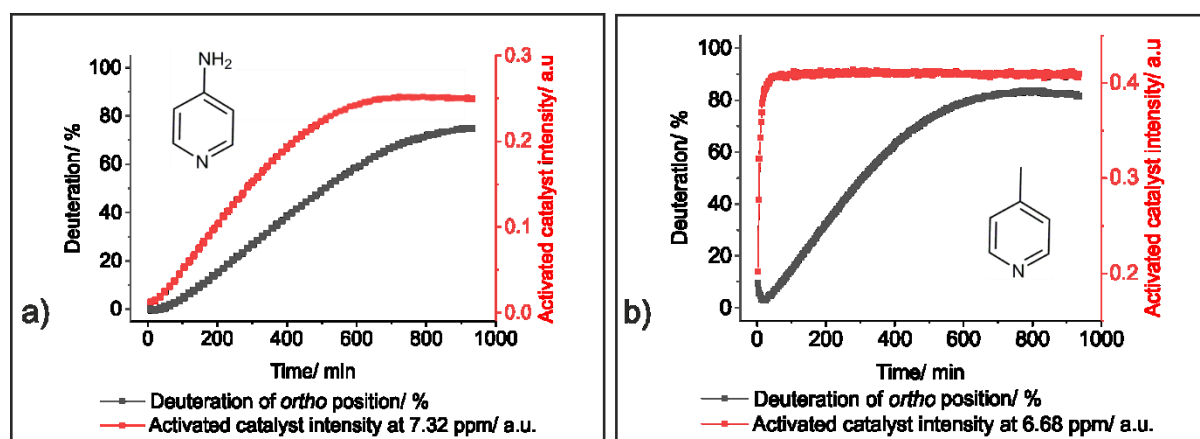 a)
NH2
N
100
80
60
40
20
0
Deuteration/ %
0.3
0.2
0.1
0.0
Activated catalyst intensity/ a.u
0 200 400 600 800 1000
Time/ min
Deuteration of ortho position/ %
Activated catalyst intensity at 7.32 ppm/ a.u.
b)
N
100
80
60
40
20
0
Deuteration/ %
0.4
0.3
0.2
Activated catalyst intensity/ a.u
0 200 400 600 800 1000
Time/ min
Deuteration of ortho position/ %
Activated catalyst intensity at 6.68 ppm/ a.u.